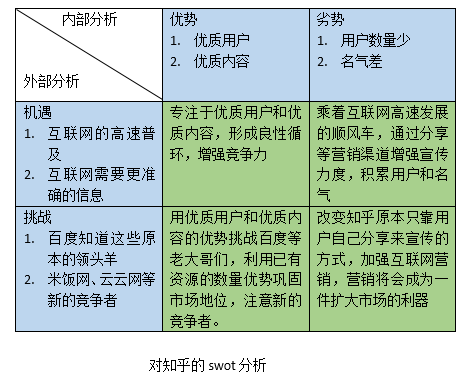 内部分析
外部分析
优势
1. 优质用户
2. 优质内容
劣势
1. 用户数量少
2. 名气差
机遇
1. 互联网的高速普
及
2. 互联网需要更准
确的信息
专注于优质用户和优
质内容，形成良性循
环，增强竞争力
乘着互联网高速发展
的顺风车，通过分享
等营销渠道增强宣传
力度，积累用户和名
气
挑战
1. 百度知道这些原
本的领头羊
2. 米饭网、云云网等
新的竞争者
用优质用户和优质内
容的优势挑战百度等
老大哥们，利用已有
资源的数量优势巩固
市场地位，注意新的
竞争者。
改变知乎原本只靠用
户自己分享来宣传的
方式，加强互联网营
销，营销将会成为一
件扩大市场的利器
对知乎的 swot 分析